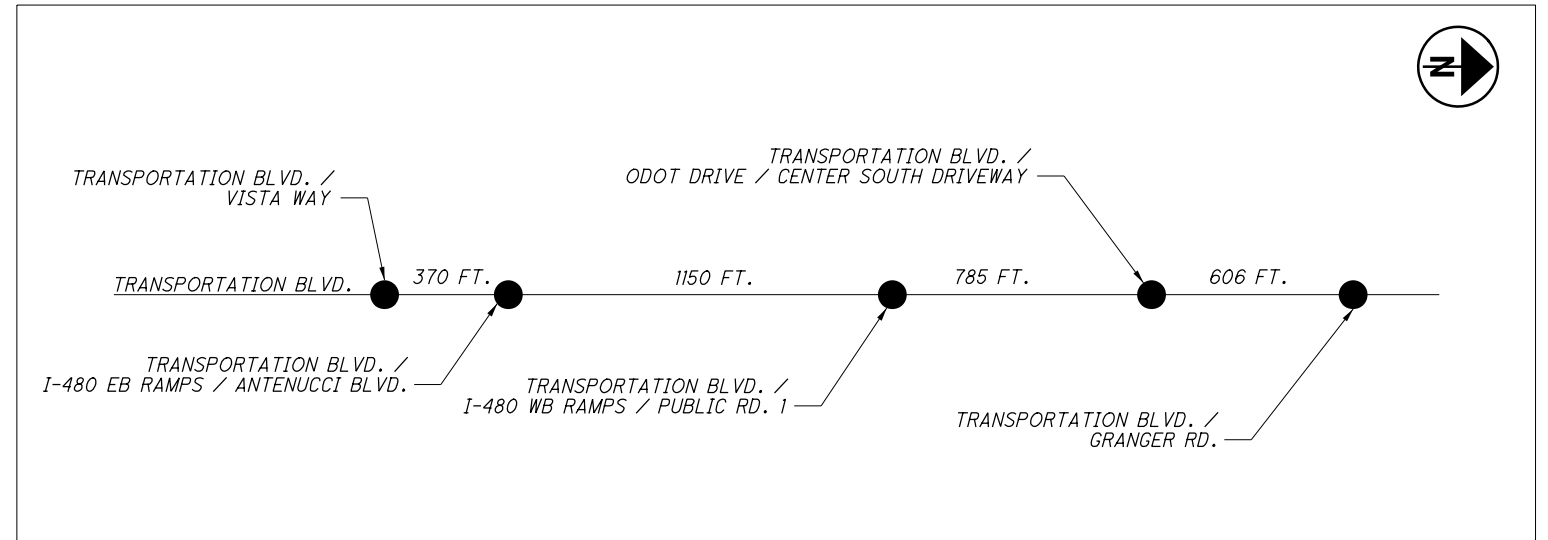 N
TRANSPORTATION BLVD. /
ODOT DRIVE / CENTER SOUTH DRIVEWAY
TRANSPORTATION BLVD. /
VISTA WAY
TRANSPORTATION BLVD.
370 FT.
1150 FT.
785 FT.
606 FT.
TRANSPORTATION BLVD. /
I-480 EB RAMPS / ANTENUCCI BLVD.
TRANSPORTATION BLVD. /
I-480 WB RAMPS / PUBLIC RD. 1
TRANSPORTATION BLVD. /
GRANGER RD.